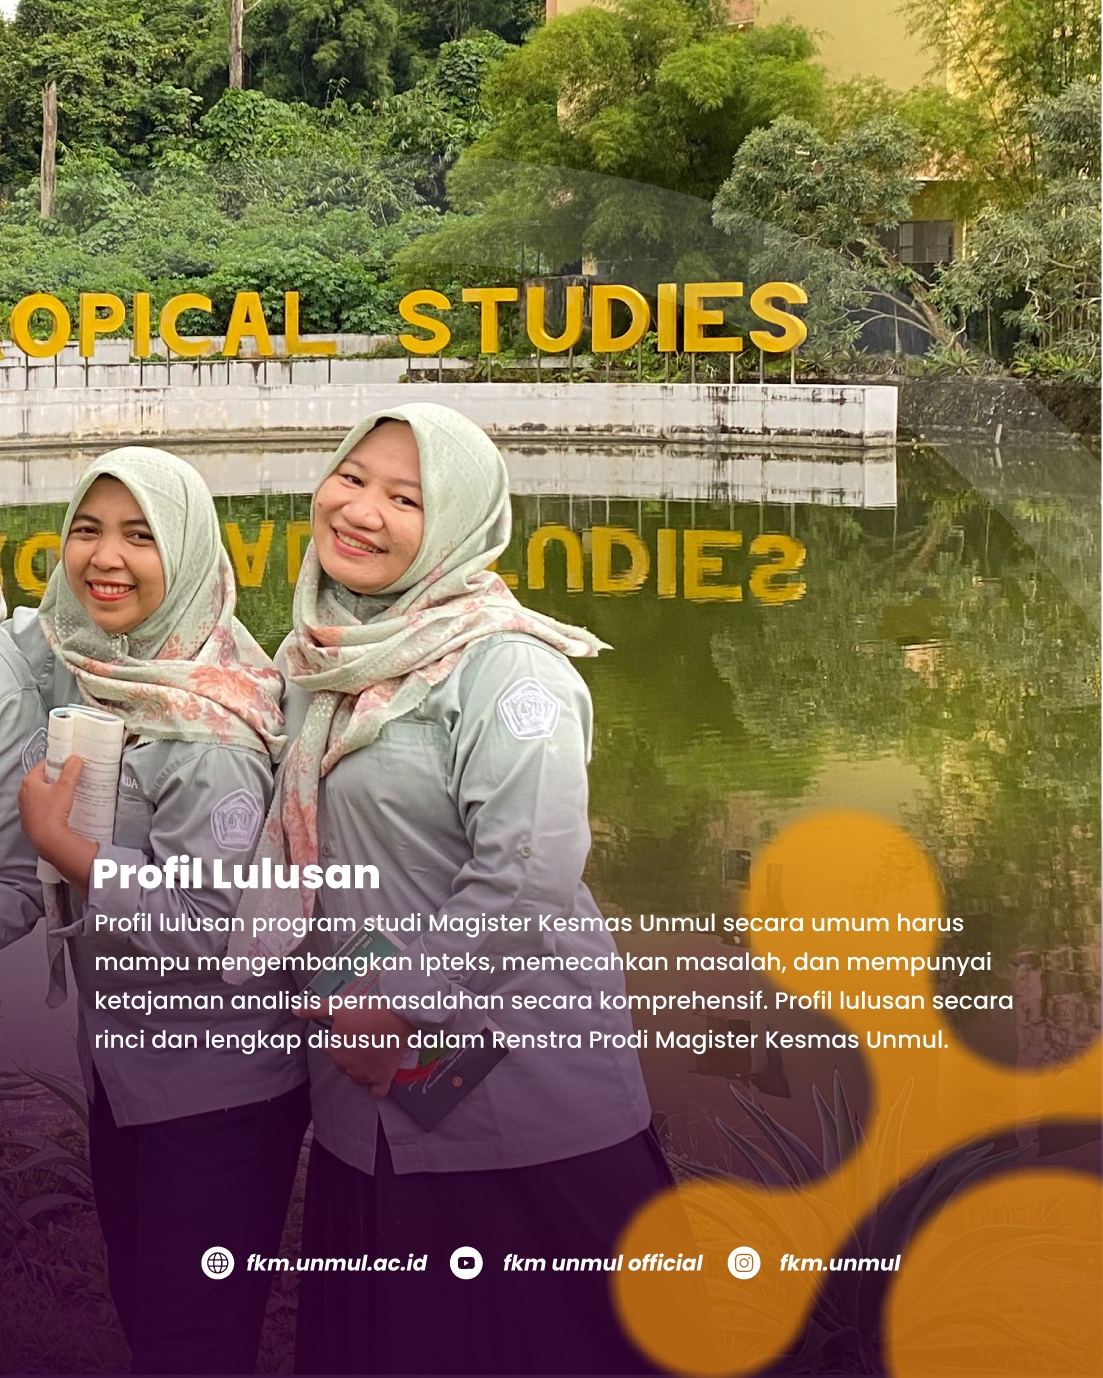 OPICAL STUDIES
Profil Lulusan
Profil lulusan program studi Magister Kesmas Unmul secara umum harus
mampu mengembangkan Ipteks, memecahkan masalah, dan mempunyai
ketajaman analisis permasalahan secara komprehensif. Profil lulusan secara
rinci dan lengkap disusun dalam Renstra Prodi Magister Kesmas Unmul.
fkm.unmul.ac.id fkm unmul official fkm.unmul